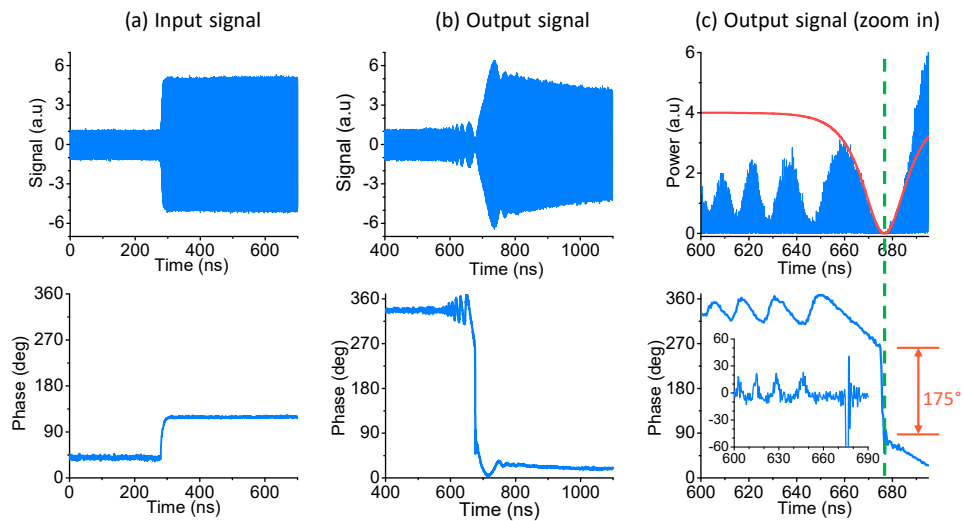 (a) Input signal
(b) Output signal
(c) Output signal (zoom in)
Signal (a.u)
6
3
0
-3
-6
0 200 400 600
Time (ns)
Signal (a.u)
6
3
0
-3
-6
400 600 800 1000
Time (ns)
Power (a.u)
6
4
2
0
600 620 640 660 680
Time (ns)
Phase (deg)
360
270
180
90
0
0 200 400 600
Time (ns)
Phase (deg)
360
270
180
90
0
400 600 800 1000
Time (ns)
Phase (deg)
360
270
180
90
0
600 620 640 660 680
Time (ns)
60
30
0
-30
-60
600 630 660 690
175°